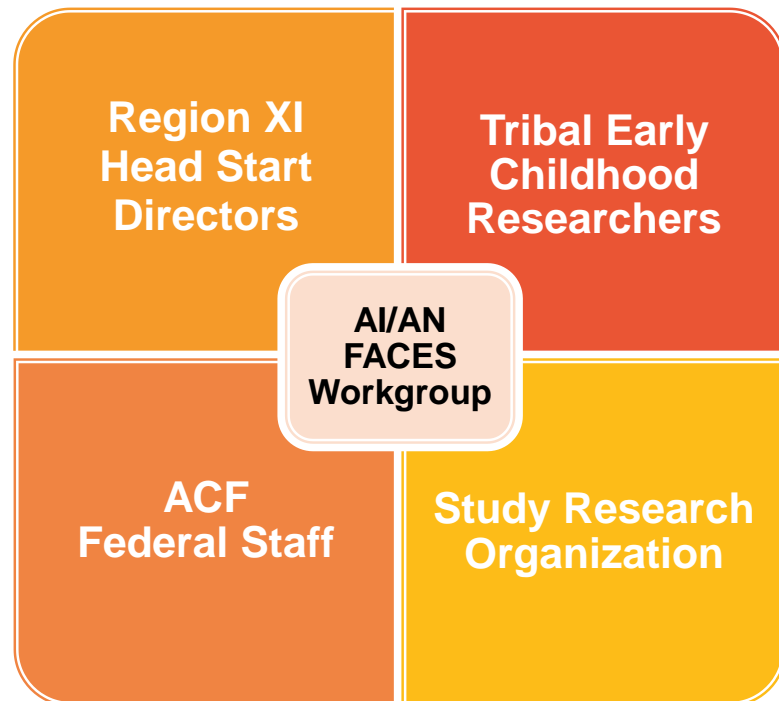 Region XI
Head Start
Directors
Tribal Early
Childhood
Researchers
AI/AN
FACES
Workgroup
ACF
Federal Staff
Study Research
Organization